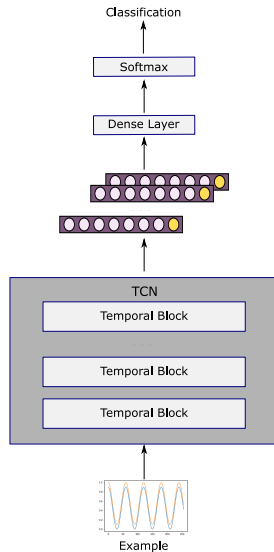 Classification
Softmax
Dense Layer
TCN
Temporal Block
. . .
Temporal Block
Temporal Block
Example